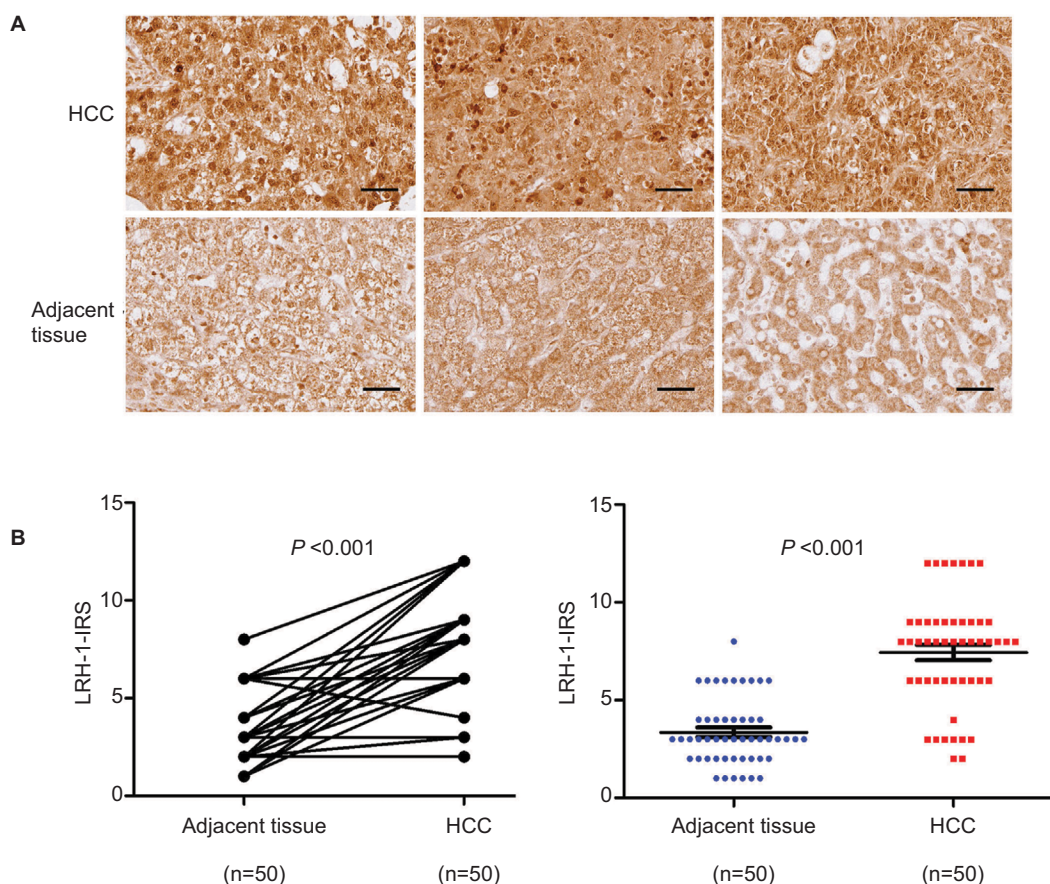 A
HCC
Adjacent
tissue
B
15
10
5
0
LRH-1-IRS
P <0.001
Adjacent tissue
HCC
(n=50)
(n=50)
15
10
5
0
LRH-1-IRS
P <0.001
Adjacent tissue
HCC
(n=50)
(n=50)